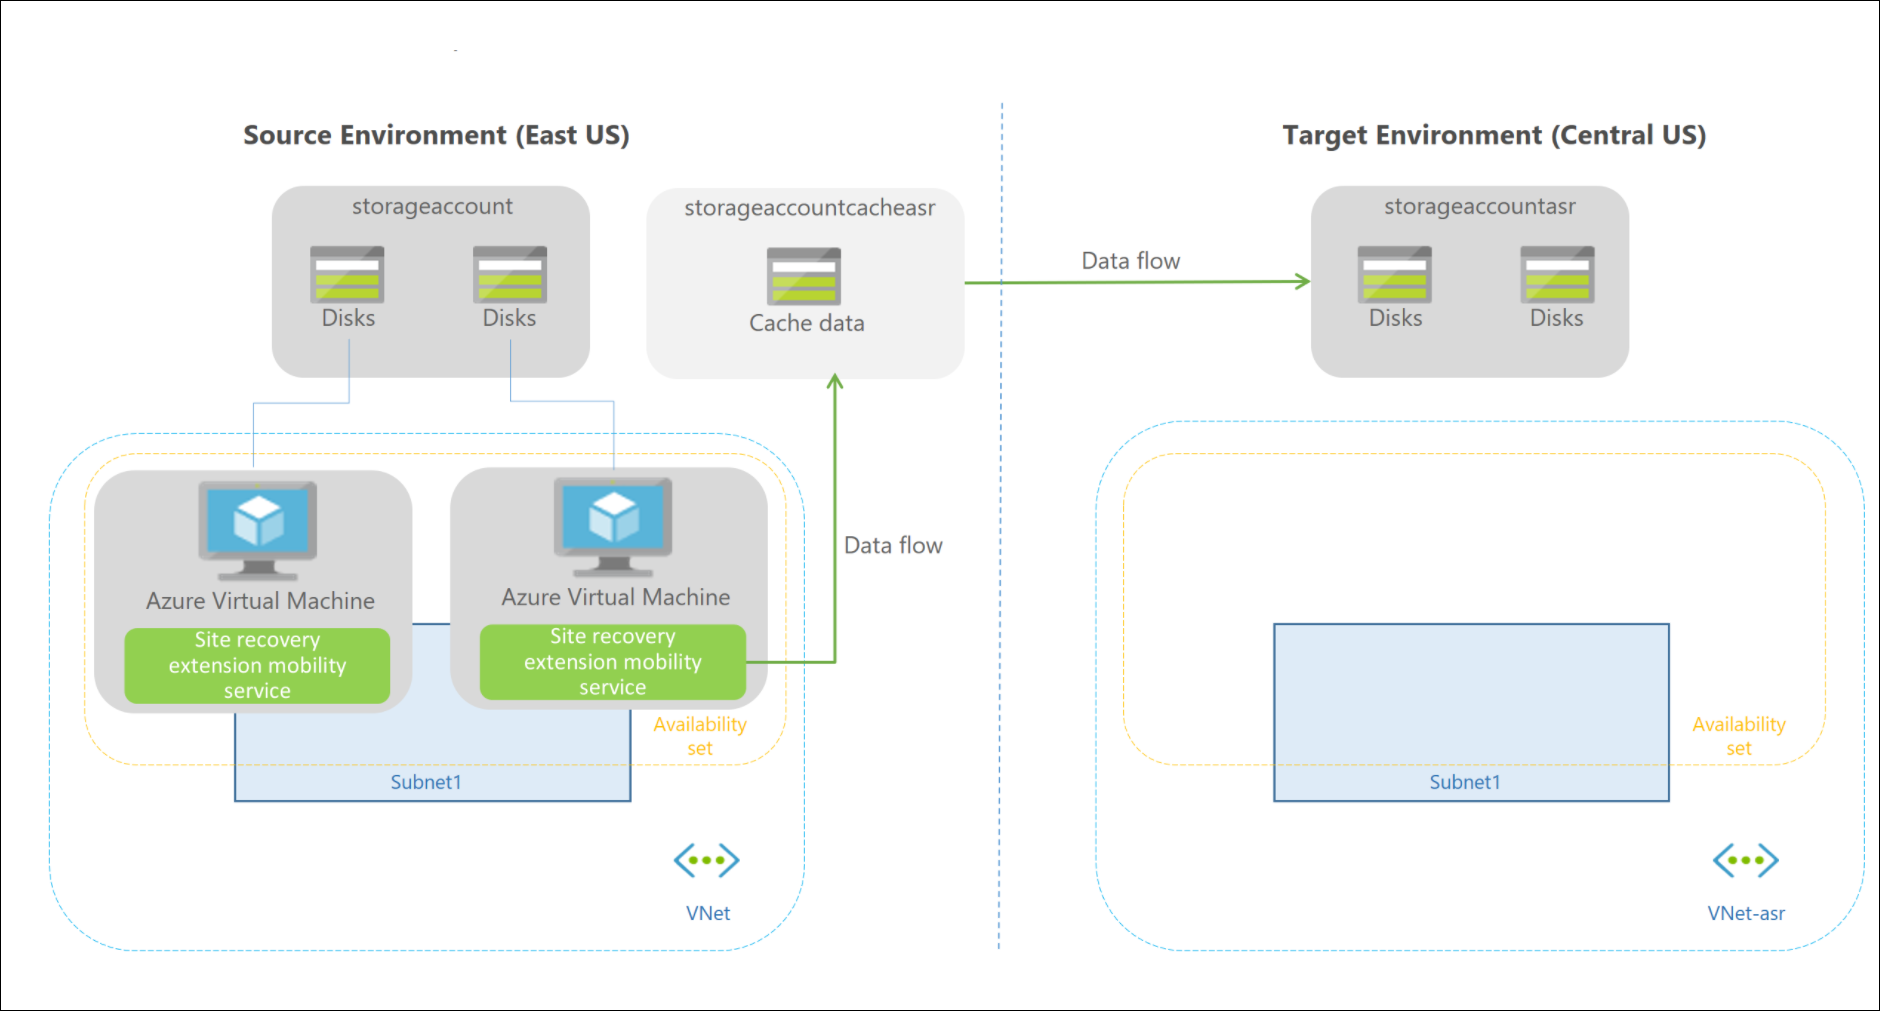 Source Environment (East US)
Target Environment (Central US)
storageaccount
Disks
Disks
storageaccountcacheasr
Cache data
Data flow
storageaccountasr
Disks
Disks
Azure Virtual Machine
Site recovery
extension mobility
service
Azure Virtual Machine
Site recovery
extension mobility
service
Data flow
Availability
set
Subnet1
VNet
Availability
set
Subnet1
VNet-asr